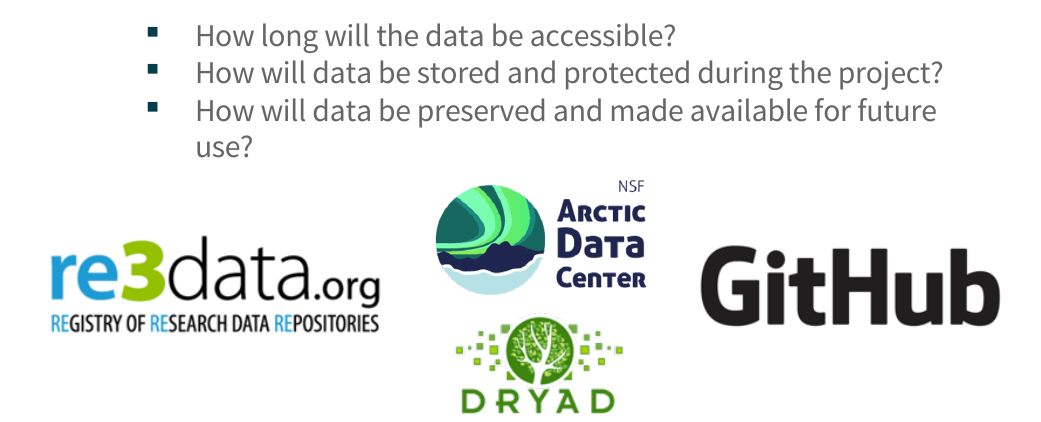 How long will the data be accessible?
How will data be stored and protected during the project?
How will data be preserved and made available for future
use?
NSF
ARCTIC
DATA
CENTER
re3data.org
REGISTRY OF RESEARCH DATA REPOSITORIES
GitHub
DRYAD